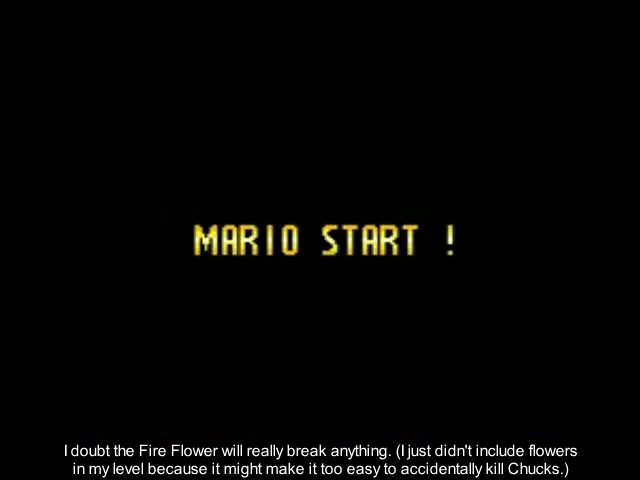 MARIO START !
I doubt the Fire Flower will really break anything. (I just didn't include flowers
in my level because it might make it too easy to accidentally kill Chucks.)